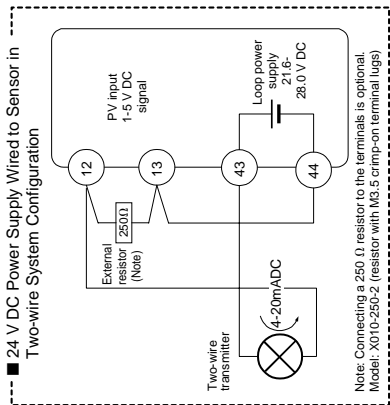 ■ 24 V DC Power Supply Wired to Sensor in
Two-wire System Configuration
PV input
1-5 V DC
signal
Loop power
supply
21.6-
28.0 V DC
12
13
43
44
250Ω
External
resistor
(Note)
4-20mADC
Two-wire
transmitter
Note: Connecting a 250 Ω resistor to the terminals is optional.
Model: X010-250-2 (resistor with M3.5 crimp-on terminal lugs)